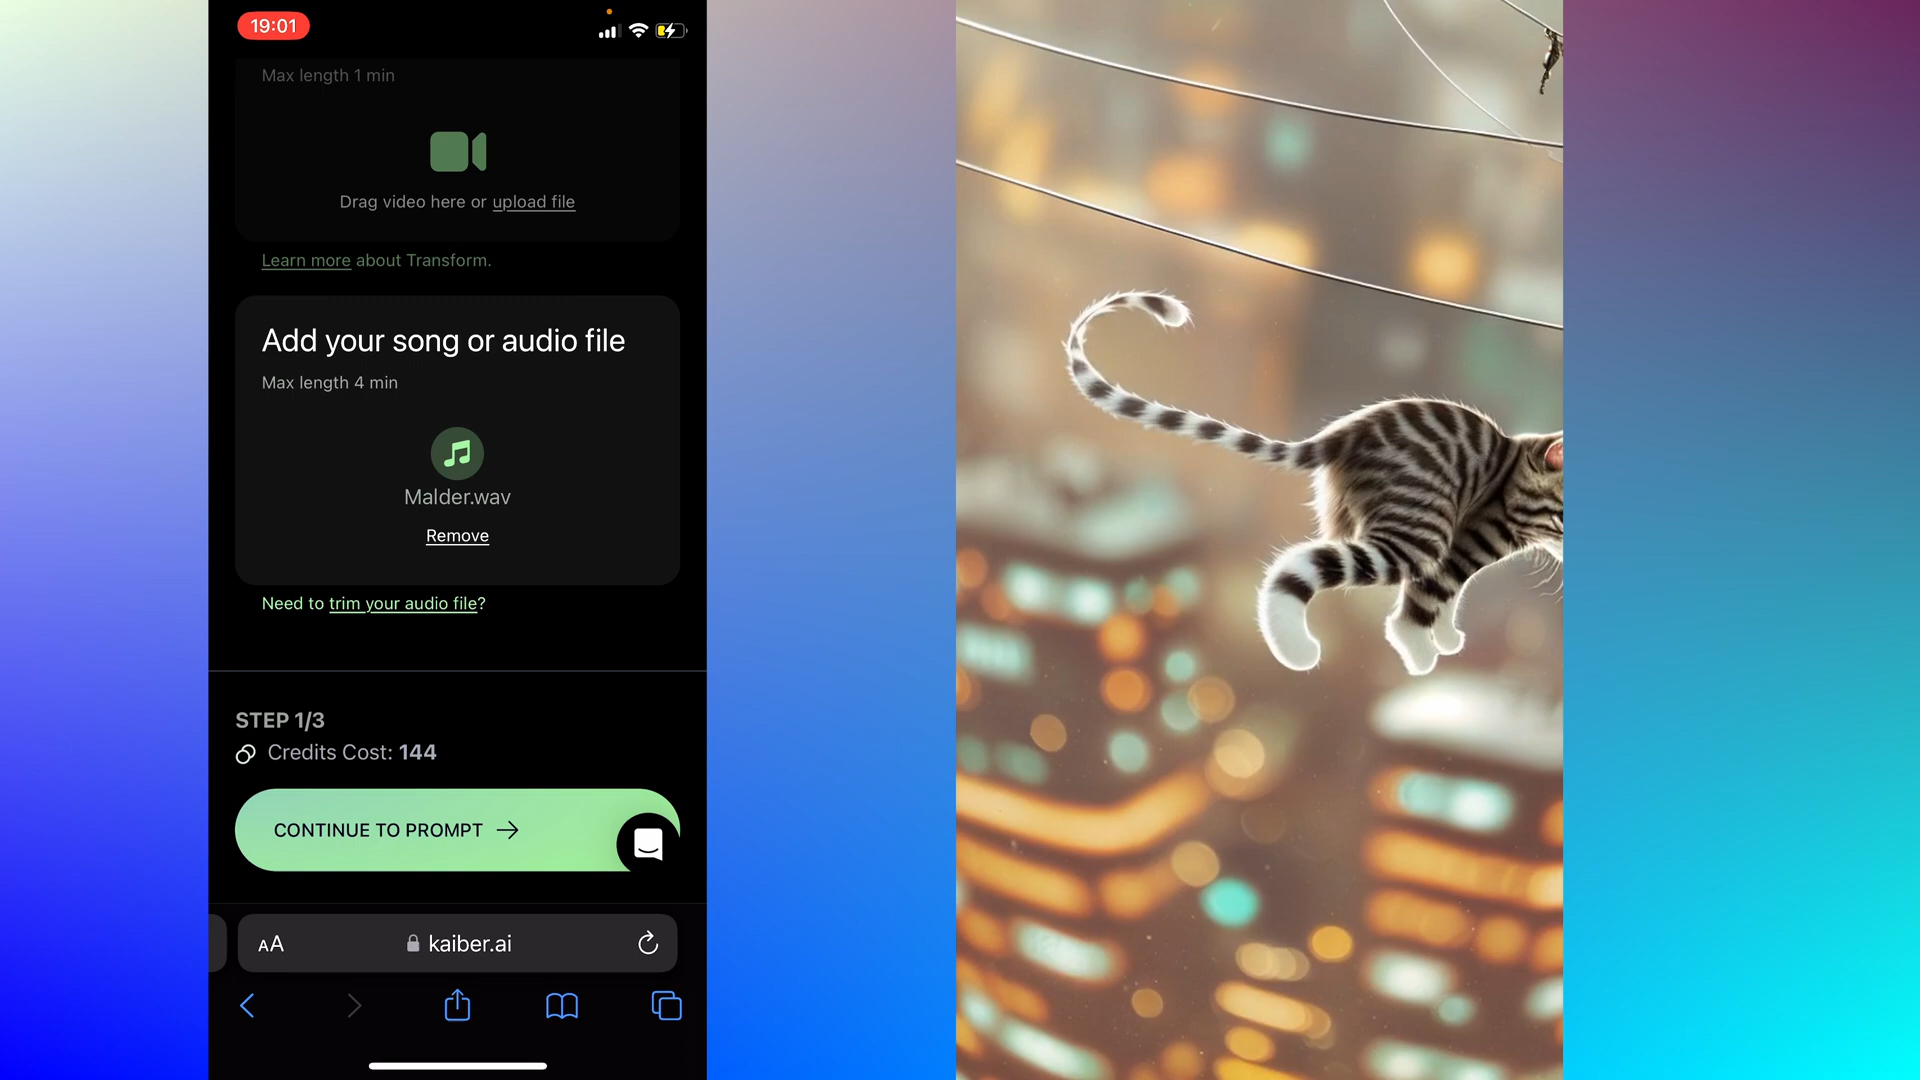 19:01
Max length 1 min
Drag video here or upload file
Learn more about Transform.
Add your song or audio file
Max length 4 min
Malder.wav
Remove
Need to trim your audio file?
STEP 1/3
Credits Cost: 144
CONTINUE TO PROMPT
AA
kaiber.ai